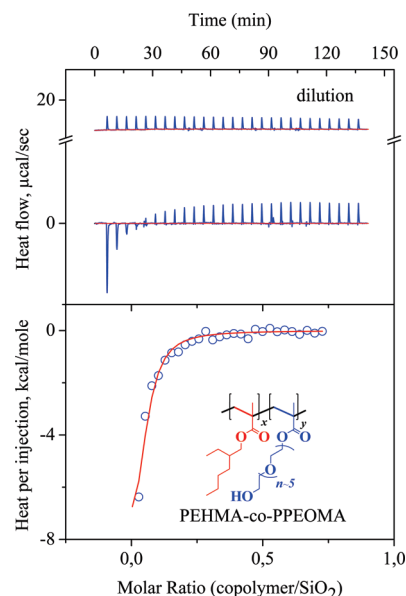 Time (min)
0 30 60 90 120 150
dilution
20
0
Heat flow, μcal/sec
0
-4
-8
Heat per injection, kcal/mole
x y
O O O O
O
HO n~5
PEHMA-co-PPEOMA
0,0 0,5 1,0
Molar Ratio (copolymer/SiO2)